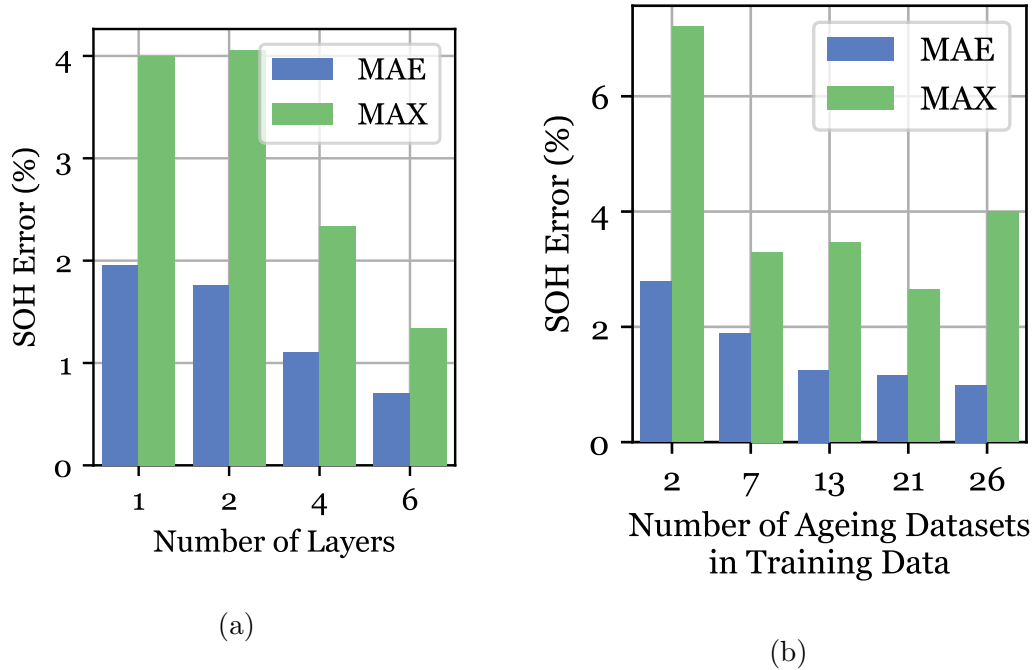 MAE
MAX
SOH Error (%)
4
3
2
1
0
1 2 4 6
Number of Layers
(a)
MAE
MAX
SOH Error (%)
6
4
2
0
2 7 13 21 26
Number of Ageing Datasets
in Training Data
(b)